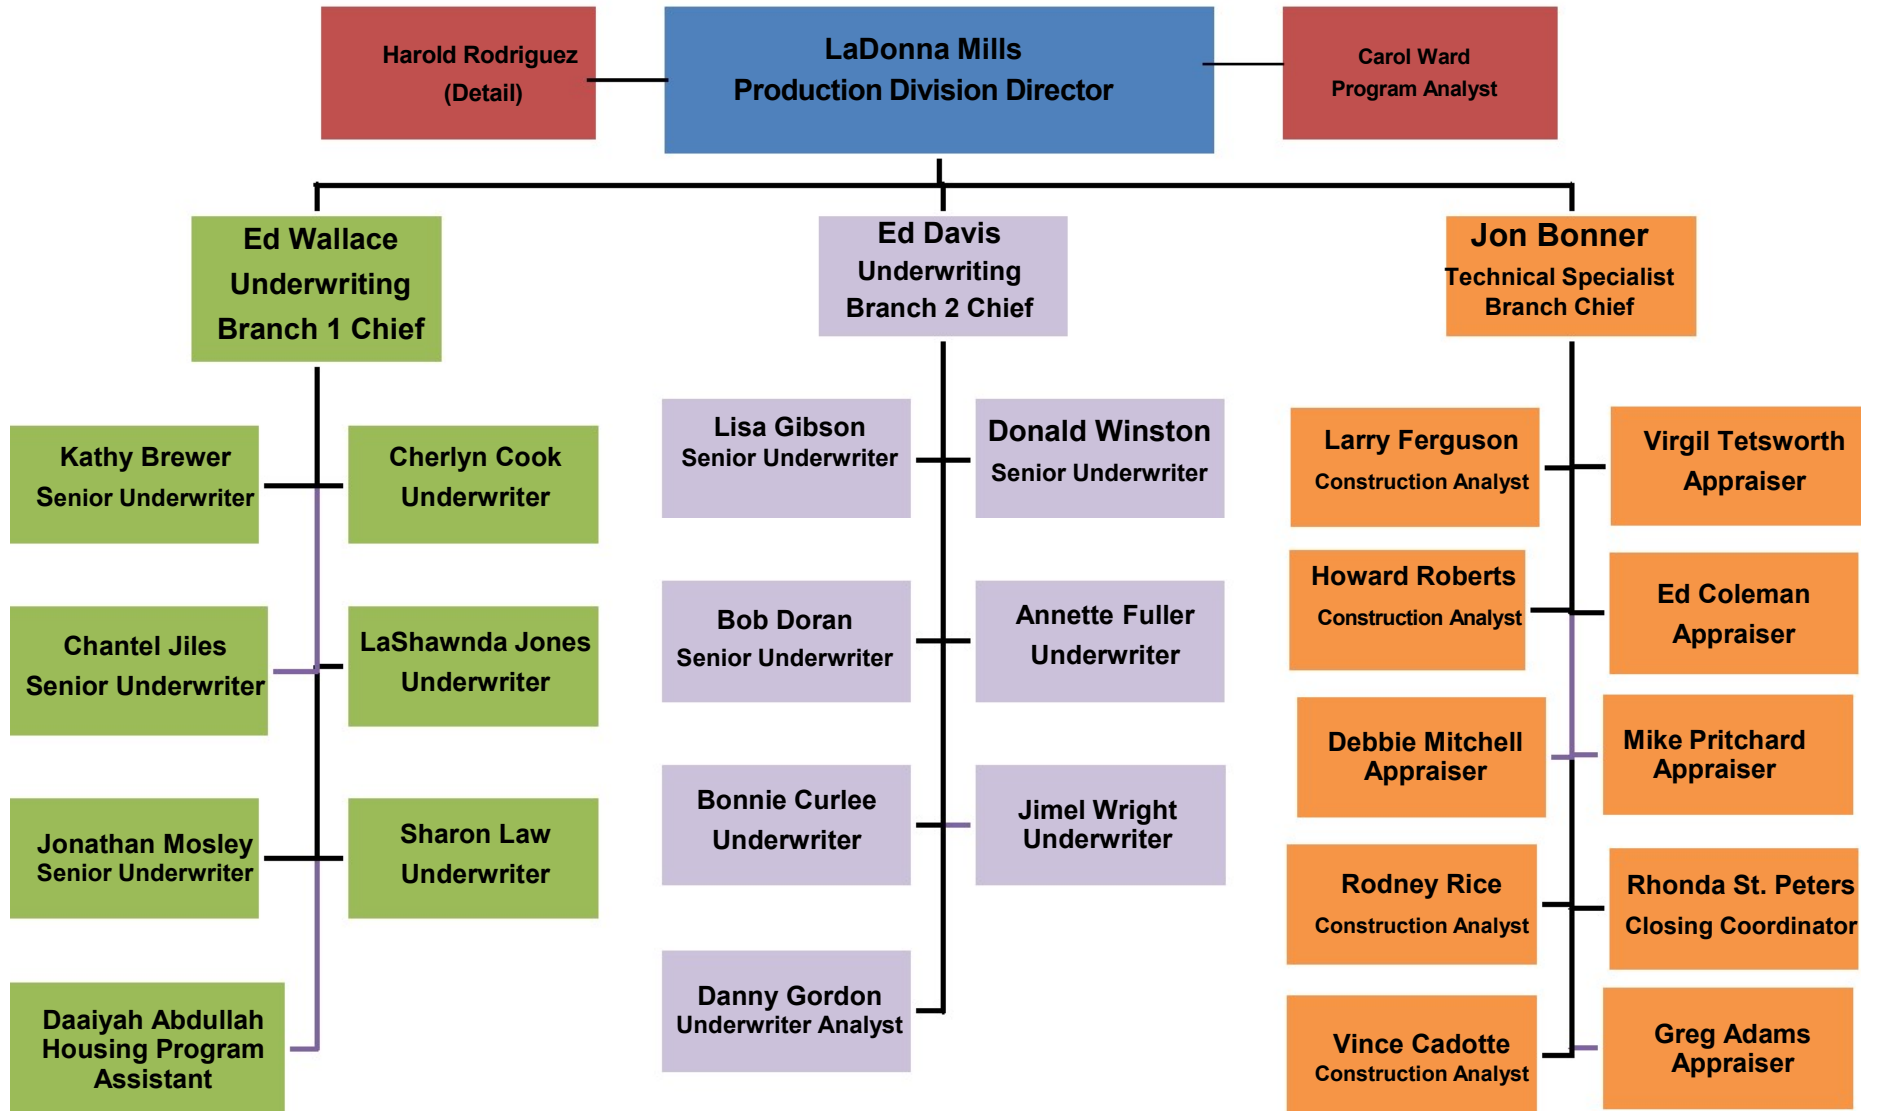 Harold Rodriguez
(Detail)
LaDonna Mills
Production Division Director
Carol Ward
Program Analyst
Ed Wallace
Underwriting
Branch 1 Chief
Ed Davis
Underwriting
Branch 2 Chief
Jon Bonner
Technical Specialist
Branch Chief
Kathy Brewer
Senior Underwriter
Cherlyn Cook
Underwriter
Chantel Jiles
Senior Underwriter
LaShawnda Jones
Underwriter
Jonathan Mosley
Senior Underwriter
Sharon Law
Underwriter
Daaiyah Abdullah
Housing Program
Assistant
Lisa Gibson
Senior Underwriter
Donald Winston
Senior Underwriter
Bob Doran
Senior Underwriter
Annette Fuller
Underwriter
Bonnie Curlee
Underwriter
Jimel Wright
Underwriter
Danny Gordon
Underwriter Analyst
Larry Ferguson
Construction Analyst
Virgil Tetsworth
Appraiser
Howard Roberts
Construction Analyst
Ed Coleman
Appraiser
Debbie Mitchell
Appraiser
Mike Pritchard
Appraiser
Rodney Rice
Construction Analyst
Rhonda St. Peters
Closing Coordinator
Vince Cadotte
Construction Analyst
Greg Adams
Appraiser